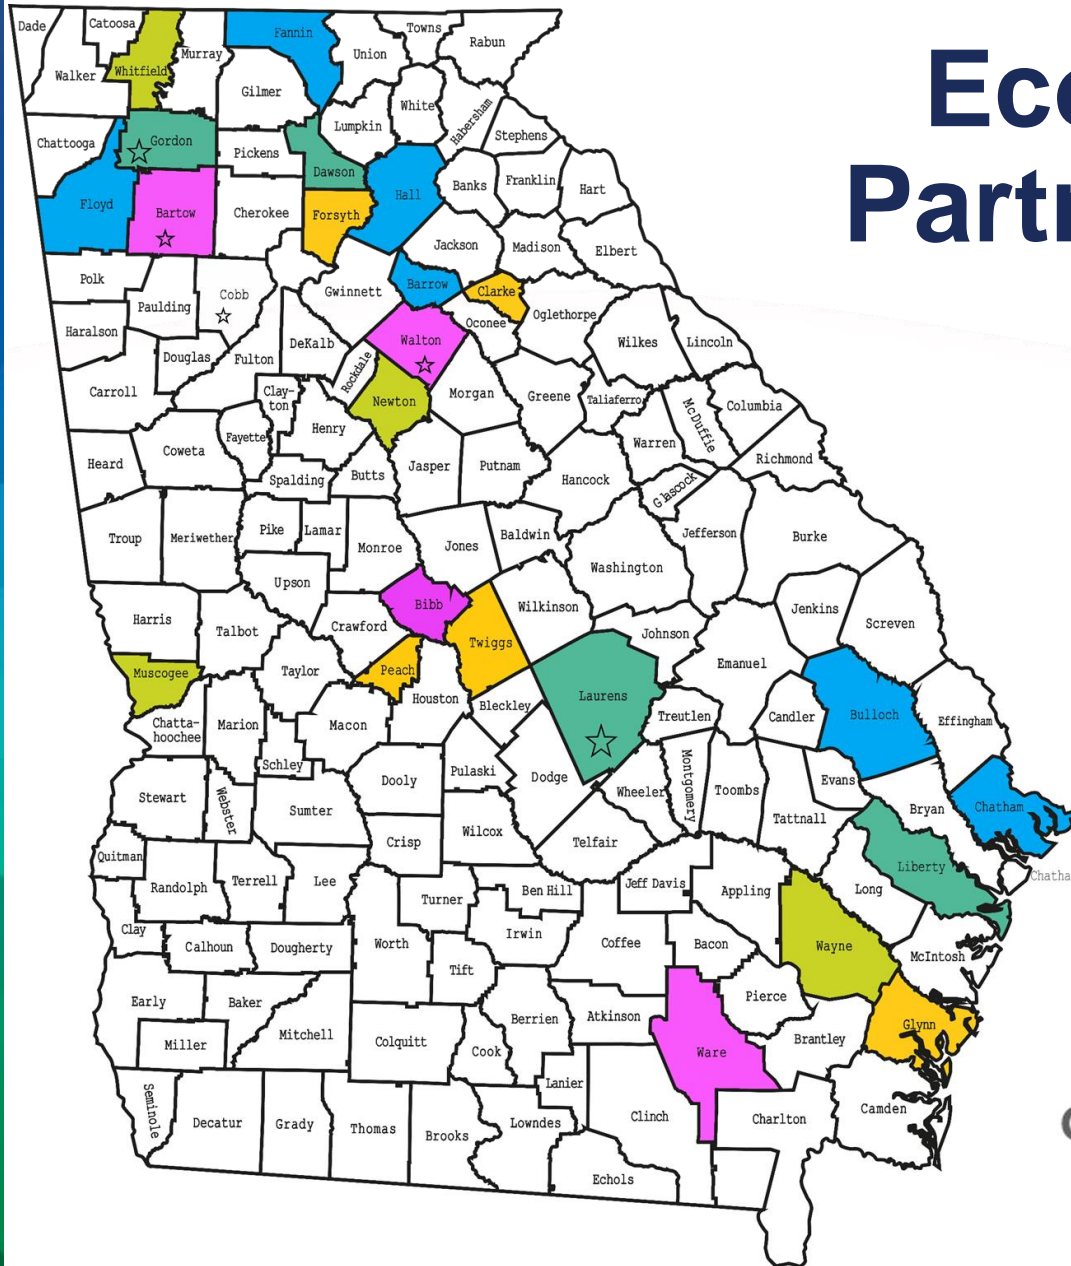 Eco
Partn
Dade
Catoosa
Whitfield
Murray
Fannin
Union
Towns
Rabun
Walker
Gilmer
White
Habersham
Lumpkin
Stephens
Chattooga
Gordon
Pickens
Dawson
Banks
Franklin
Hart
Floyd
Bartow
Cherokee
Forsyth
Hall
Jackson
Madison
Elbert
Polk
Paulding
Cobb
Gwinnett
Barrow
Clarke
Oconee
Oglethorpe
Haralson
Douglas
Fulton
DeKalb
Rockdale
Walton
Wilkes
Lincoln
Carroll
Clay-
ton
Henry
Newton
Morgan
Greene
Taliaferro
McDuffie
Columbia
Heard
Coweta
Fayette
Spalding
Butts
Jasper
Putnam
Hancock
Warren
Glascock
Richmond
Troup
Meriwether
Pike
Lamar
Monroe
Jones
Baldwin
Washington
Jefferson
Burke
Upson
Bibb
Wilkinson
Jenkins
Screven
Harris
Talbot
Crawford
Twiggs
Johnson
Emanuel
Muscogee
Taylor
Peach
Houston
Bleckley
Laurens
Treutlen
Candler
Bulloch
Effingham
Chatta-
hoochee
Marion
Macon
Schley
Dooly
Pulaski
Dodge
Wheeler
Montgomery
Toombs
Evans
Tattnall
Bryan
Chatham
Stewart
Webster
Sumter
Crisp
Wilcox
Telfair
Quitman
Randolph
Terrell
Lee
Turner
Ben Hill
Jeff Davis
Appling
Long
Liberty
Chatha
Clay
Calhoun
Dougherty
Worth
Irwin
Tift
Coffee
Bacon
Wayne
McIntosh
Early
Baker
Mitchell
Miller
Colquitt
Cook
Berrien
Atkinson
Pierce
Ware
Brantley
Glynn
Seminole
Decatur
Grady
Thomas
Brooks
Lanier
Lowndes
Clinch
Echols
Charlton
Camden